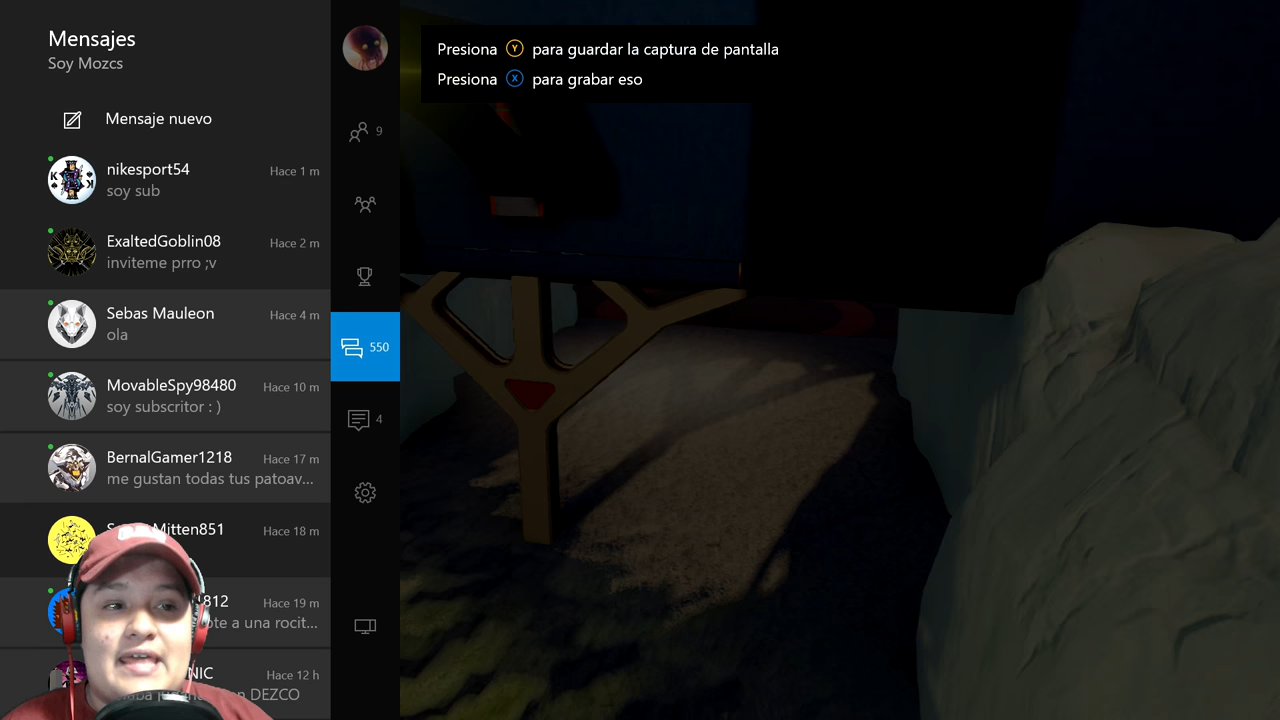 Mensajes
Soy Mozcs
Mensaje nuevo
nikesport54
Hace 1 m
soy sub
ExaltedGoblin08
Hace 2 m
inviteme prro ;v
Sebas Mauleon
Hace 4 m
ola
MovableSpy98480
Hace 10 m
soy subscritor : )
BernalGamer1218
Hace 17 m
me gustan todas tus patoav...
Mitten851
Hace 18 m
812
Hace 19 m
a una rocit...
Hace 12 h
DEZCO
9
550
4
Presiona Y para guardar la captura de pantalla
Presiona X para grabar eso